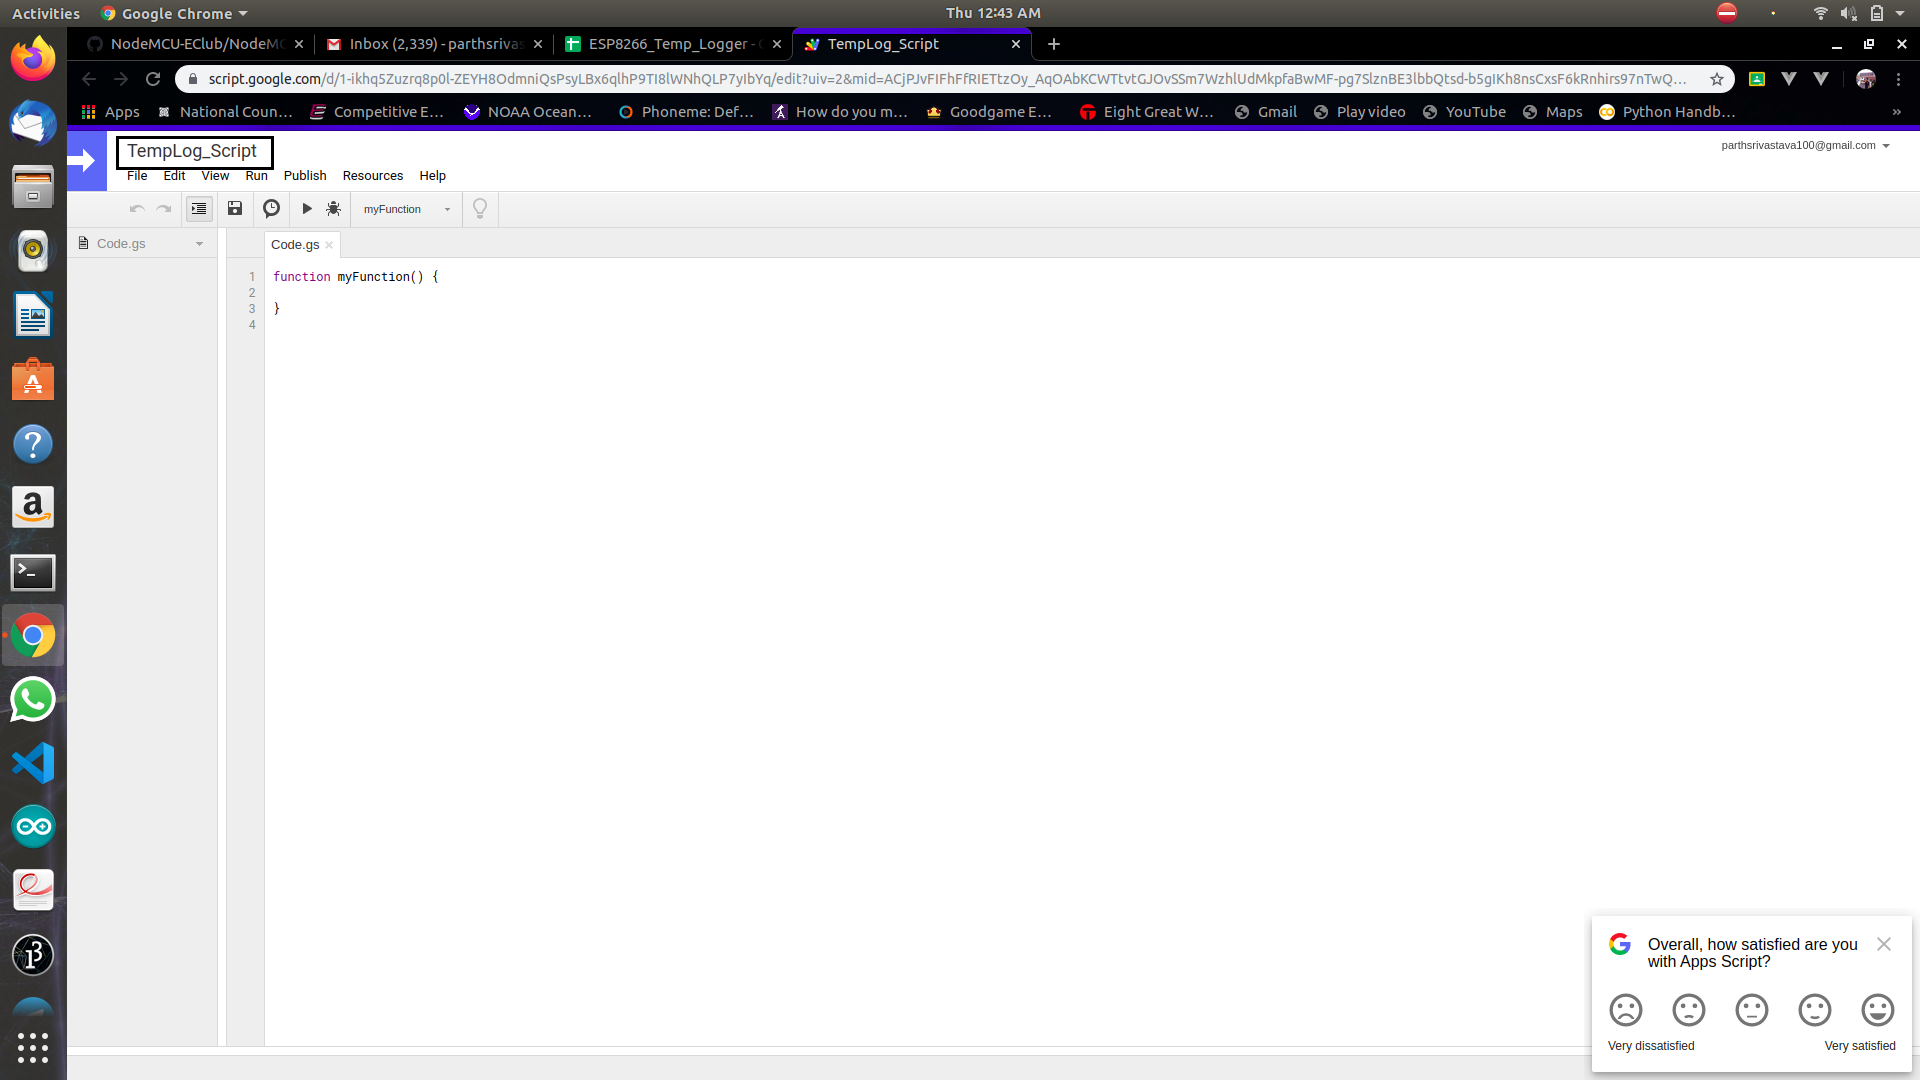 Activities Google Chrome Thu 12:43 AM
NodeMCU-EClub/NodeMC Inbox (2,339) - parthsrivas ESP8266_Temp_Logger - G TempLog_Script
script.google.com/d/1-ikhq5Zuzrq8p0l-ZEYH8OdmniQsPsyLBx6qlhP9TI8lWNhQLP7yIbYq/edit?uiv=2&mid=ACjPJvFIFhFfRIETtzOy_AqOAbKCWTtvtGJOvSSm7WzhlUdMkpfaBwMF-pg7SlznBE3lbbQtsd-b5gIKh8nsCxsF6kRnhirs97nTwQ...
Apps National Coun... Competitive E... NOAA Ocean... Phoneme: Def... How do you m... Goodgame E... Eight Great W... Gmail Play video YouTube Maps Python Handb... »
TempLog_Script parthsrivastava100@gmail.com
File Edit View Run Publish Resources Help
myFunction
Code.gs Code.gs
1 function myFunction() {
2
3 }
4
Overall, how satisfied are you
with Apps Script?
Very dissatisfied Very satisfied